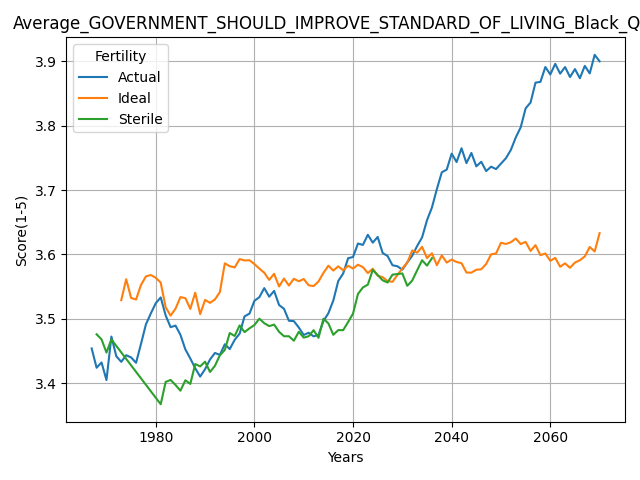 Average_GOVERNMENT_SHOULD_IMPROVE_STANDARD_OF_LIVING_Black_Q
Fertility
Actual
Ideal
Sterile
Score(1-5)
3.9
3.8
3.7
3.6
3.5
3.4
1980 2000 2020 2040 2060
Years